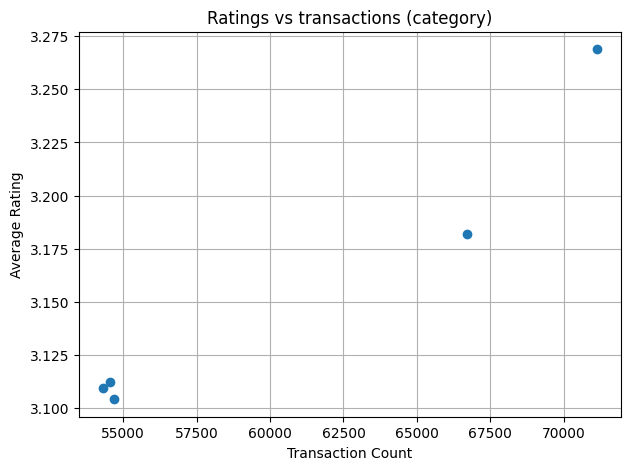 Ratings vs transactions (category)
3.275
3.250
3.225
3.200
3.175
3.150
3.125
3.100
Average Rating
55000 57500 60000 62500 65000 67500 70000
Transaction Count